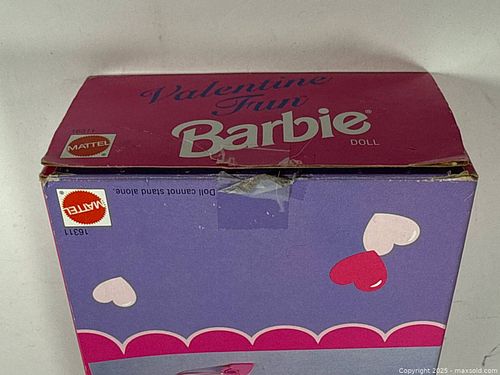 Valentine
Fun
Barbie®
DOLL
16311
MATTEL
Doll cannot stand alone.
MATTEL
16311
Copyright 2025 - maxsold.com